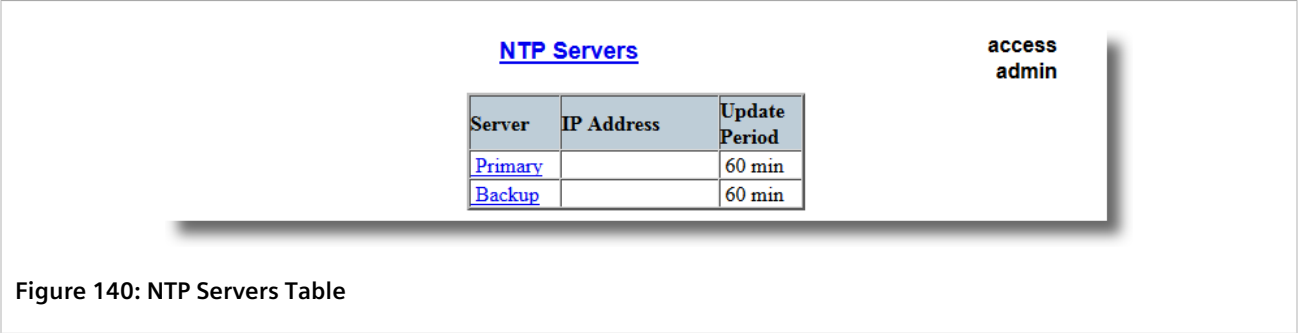 NTP Servers
access
admin
Server IP Address Update Period
Primary 60 min
Backup 60 min
Figure 140: NTP Servers Table